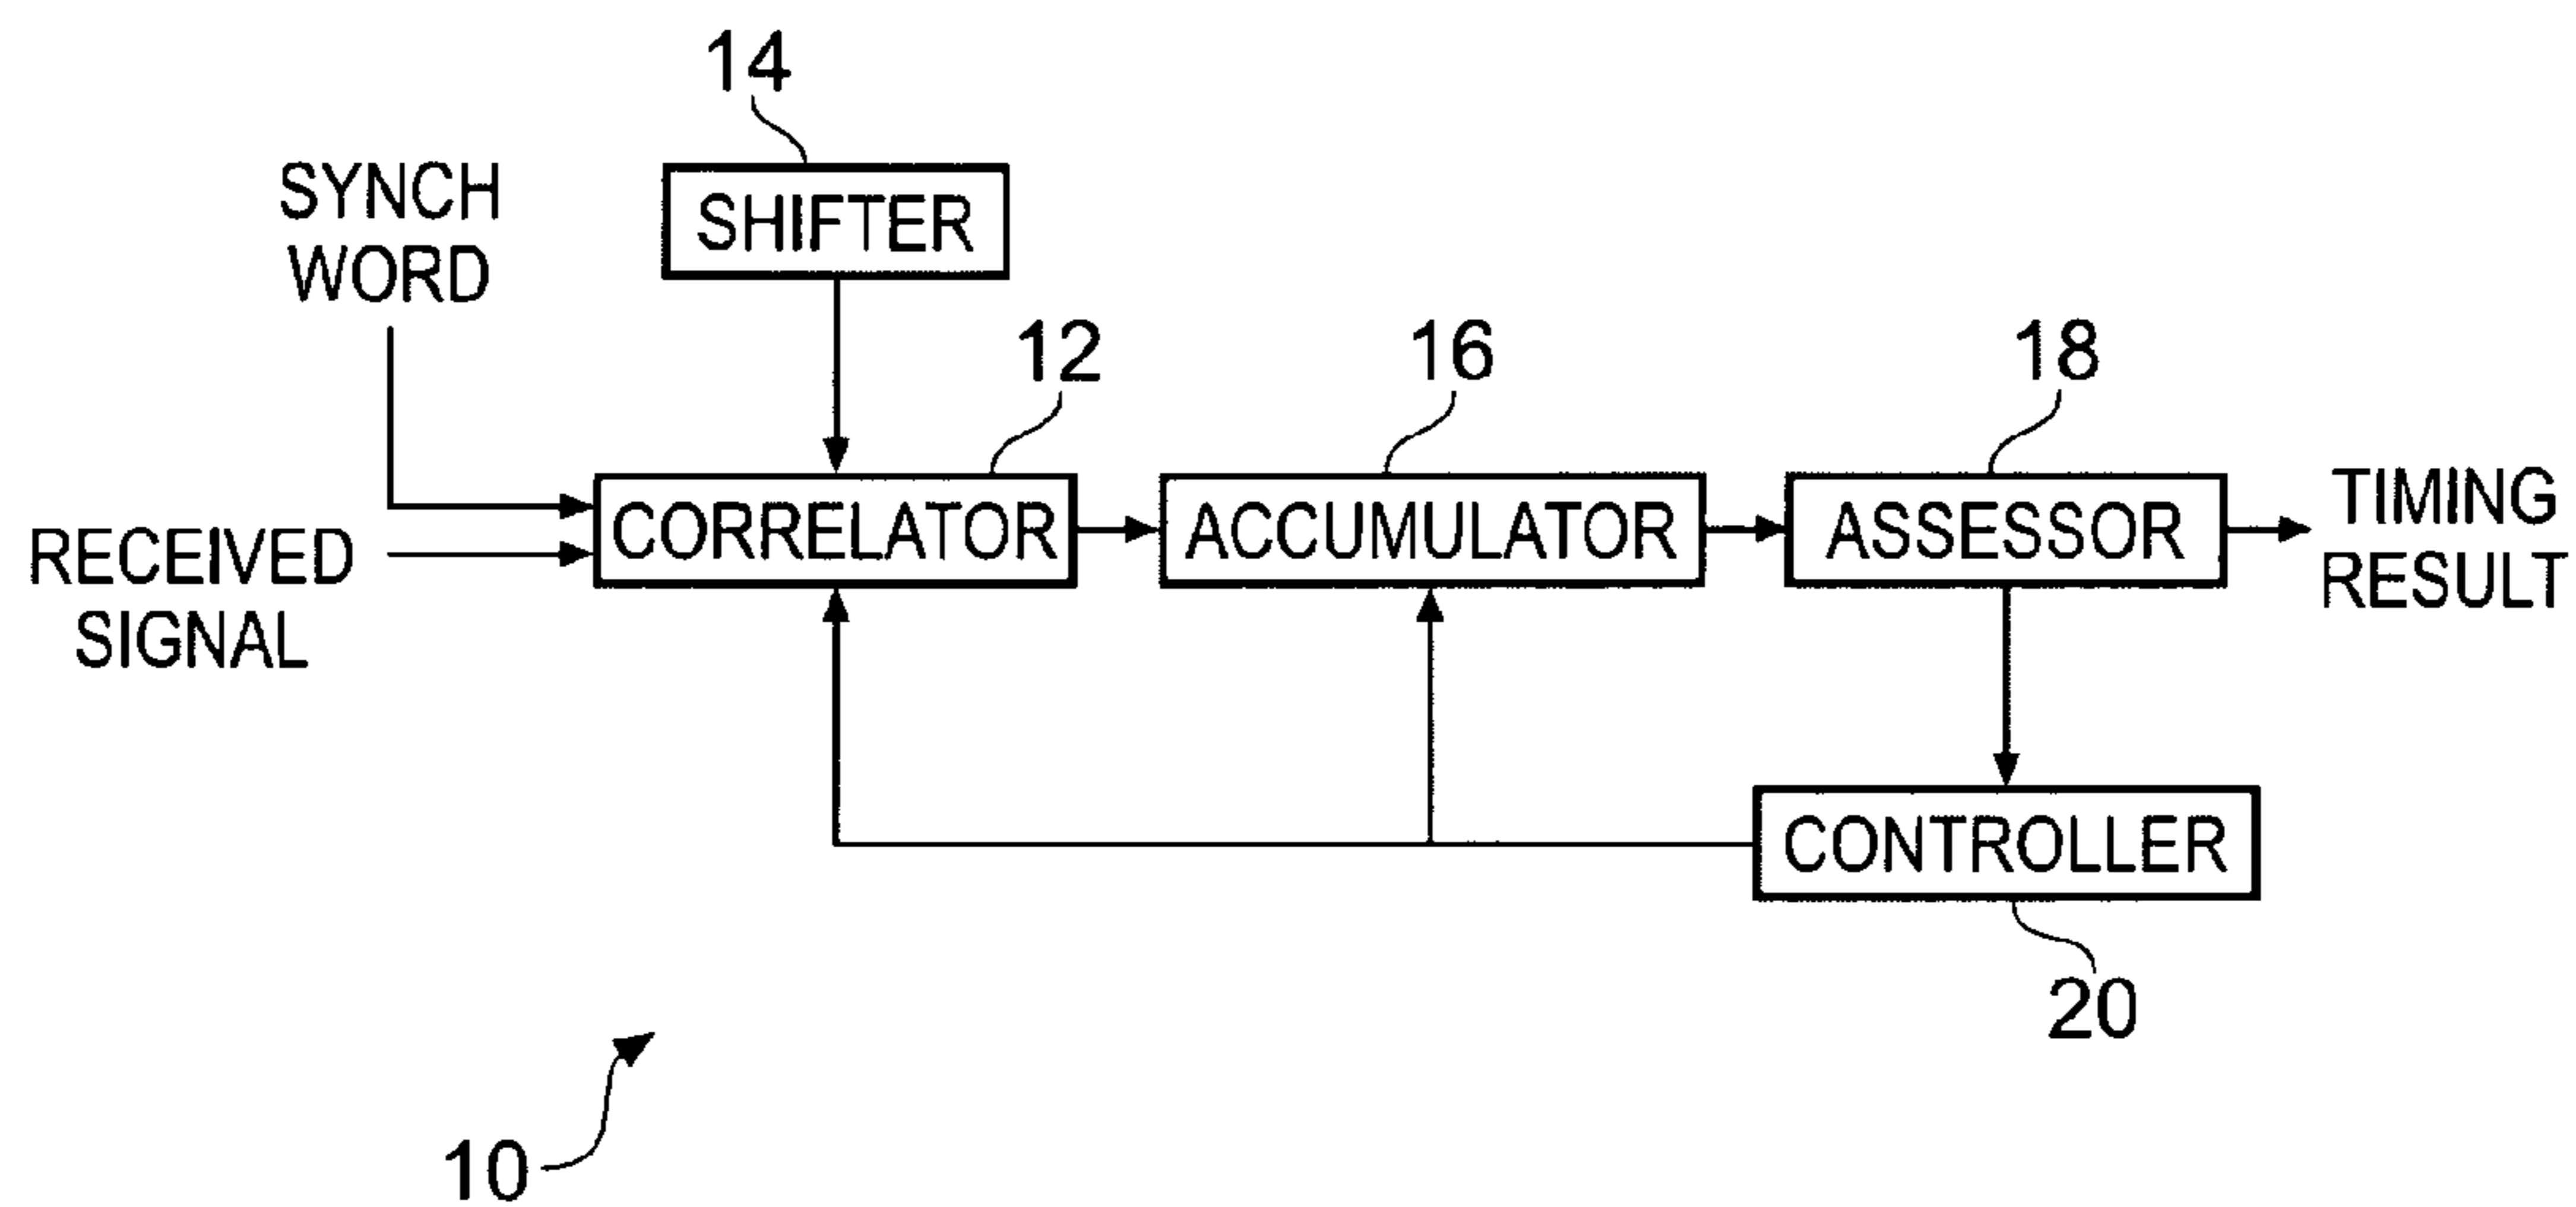 14
SYNCH
WORD
SHIFTER
12
16
18
RECEIVED
SIGNAL
CORRELATOR
ACCUMULATOR
ASSESSOR
TIMING
RESULT
CONTROLLER
20
10